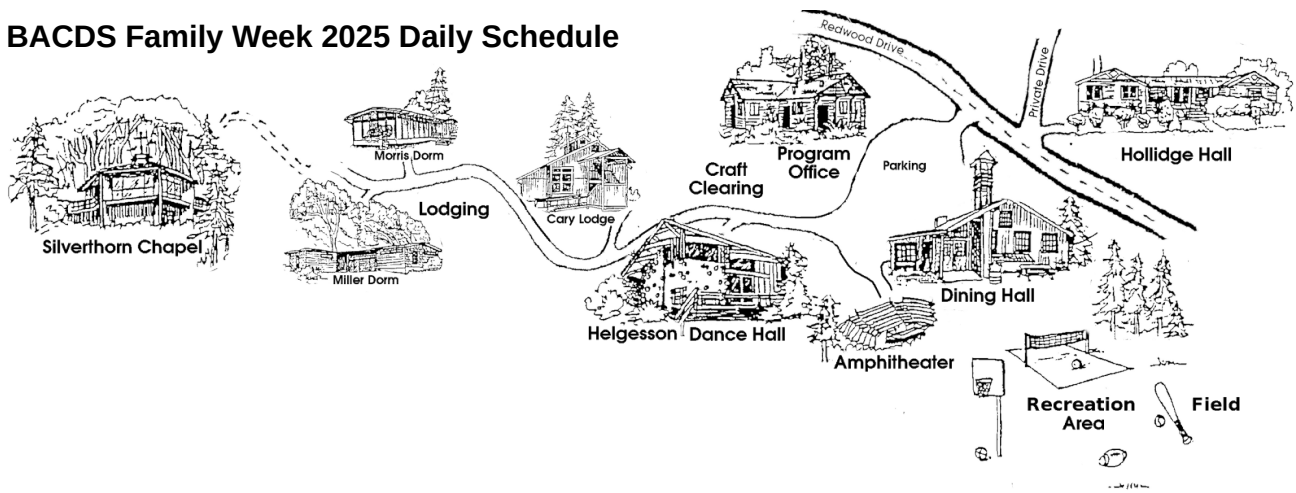 BACDS Family Week 2025 Daily Schedule
Redwood Drive
Private Drive
Morris Dorm
Program
Office
Hollidge Hall
Parking
Craft
Clearing
Lodging
Cary Lodge
Silverthorn Chapel
Miller Dorm
Dining Hall
Helgesson Dance Hall
Amphitheater
Recreation
Area
Field